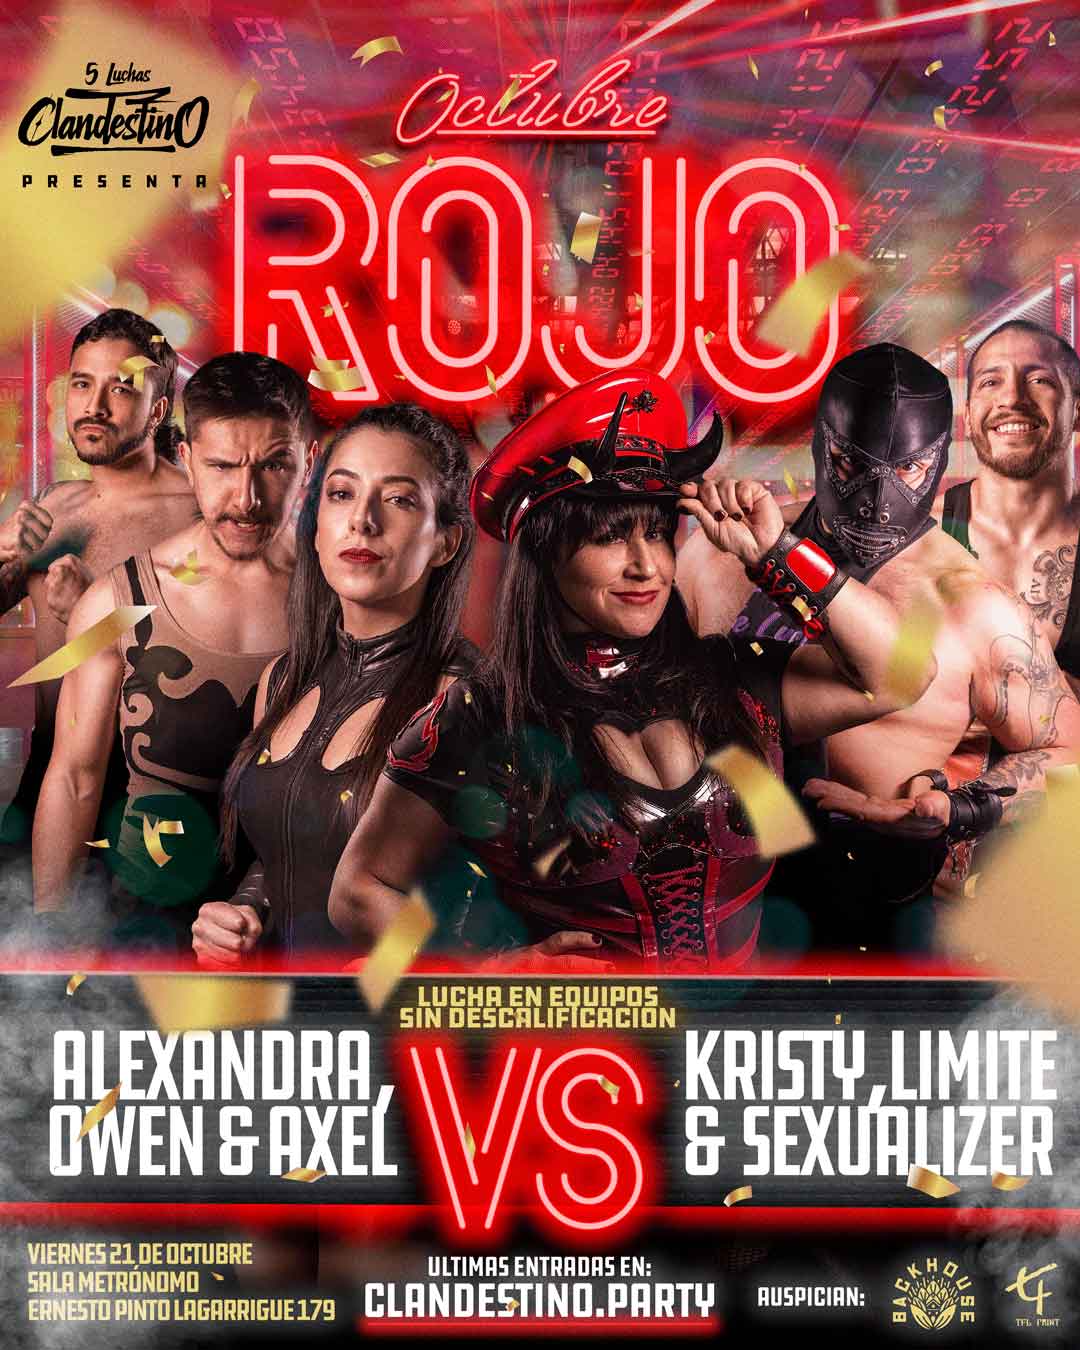 5 Luchas
Clandestino
PRESENTA
Octubre
ROJO
LUCHA EN EQUIPOS
SIN DESCALIFICACION
ALEXANDRA,
OWEN & AXEL
VS
KRISTY, LIMITE
& SEXUALIZER
VIERNES 21 DE OCTUBRE
SALA METRÓNOMO
ERNESTO PINTO LAGARRIGUE 179
ULTIMAS ENTRADAS EN:
CLANDESTINO.PARTY
AUSPICIAN:
BACKHOUSE
TFL PRINT